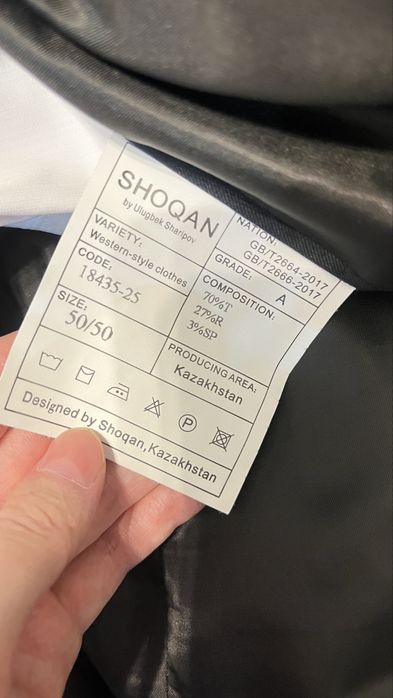 SHOQAN
by Ulugbek Sharipov
NATION:
GB/T2664-2017
GB/T2666-2017
VARIETY:
Western-style clothes
GRADE: A
CODE:
18435-25
COMPOSITION:
70%T
27%R
3%SP
SIZE:
50/50
PRODUCING AREA:
Kazakhstan
P
Designed by Shoqan,Kazakhstan